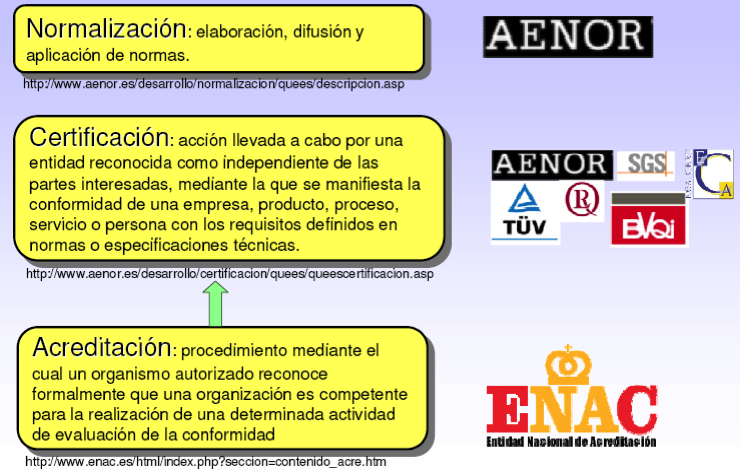 Normalización: elaboración, difusión y
aplicación de normas.
http://www.aenor.es/desarrollo/normalizacion/quees/descripcion.asp
AENOR
Certificación: acción llevada a cabo por una
entidad reconocida como independiente de las
partes interesadas, mediante la que se manifiesta la
conformidad de una empresa, producto, proceso,
servicio o persona con los requisitos definidos en
normas o especificaciones técnicas.
http://www.aenor.es/desarrollo/certificacion/quees/queescertificacion.asp
AENOR
SGS
ECA
TÜV
BVQi
Acreditación: procedimiento mediante el
cual un organismo autorizado reconoce
formalmente que una organización es competente
para la realización de una determinada actividad
de evaluación de la conformidad
http://www.enac.es/html/index.php?seccion=contenido_acre.htm
ENAC
Entidad Nacional de Acreditación